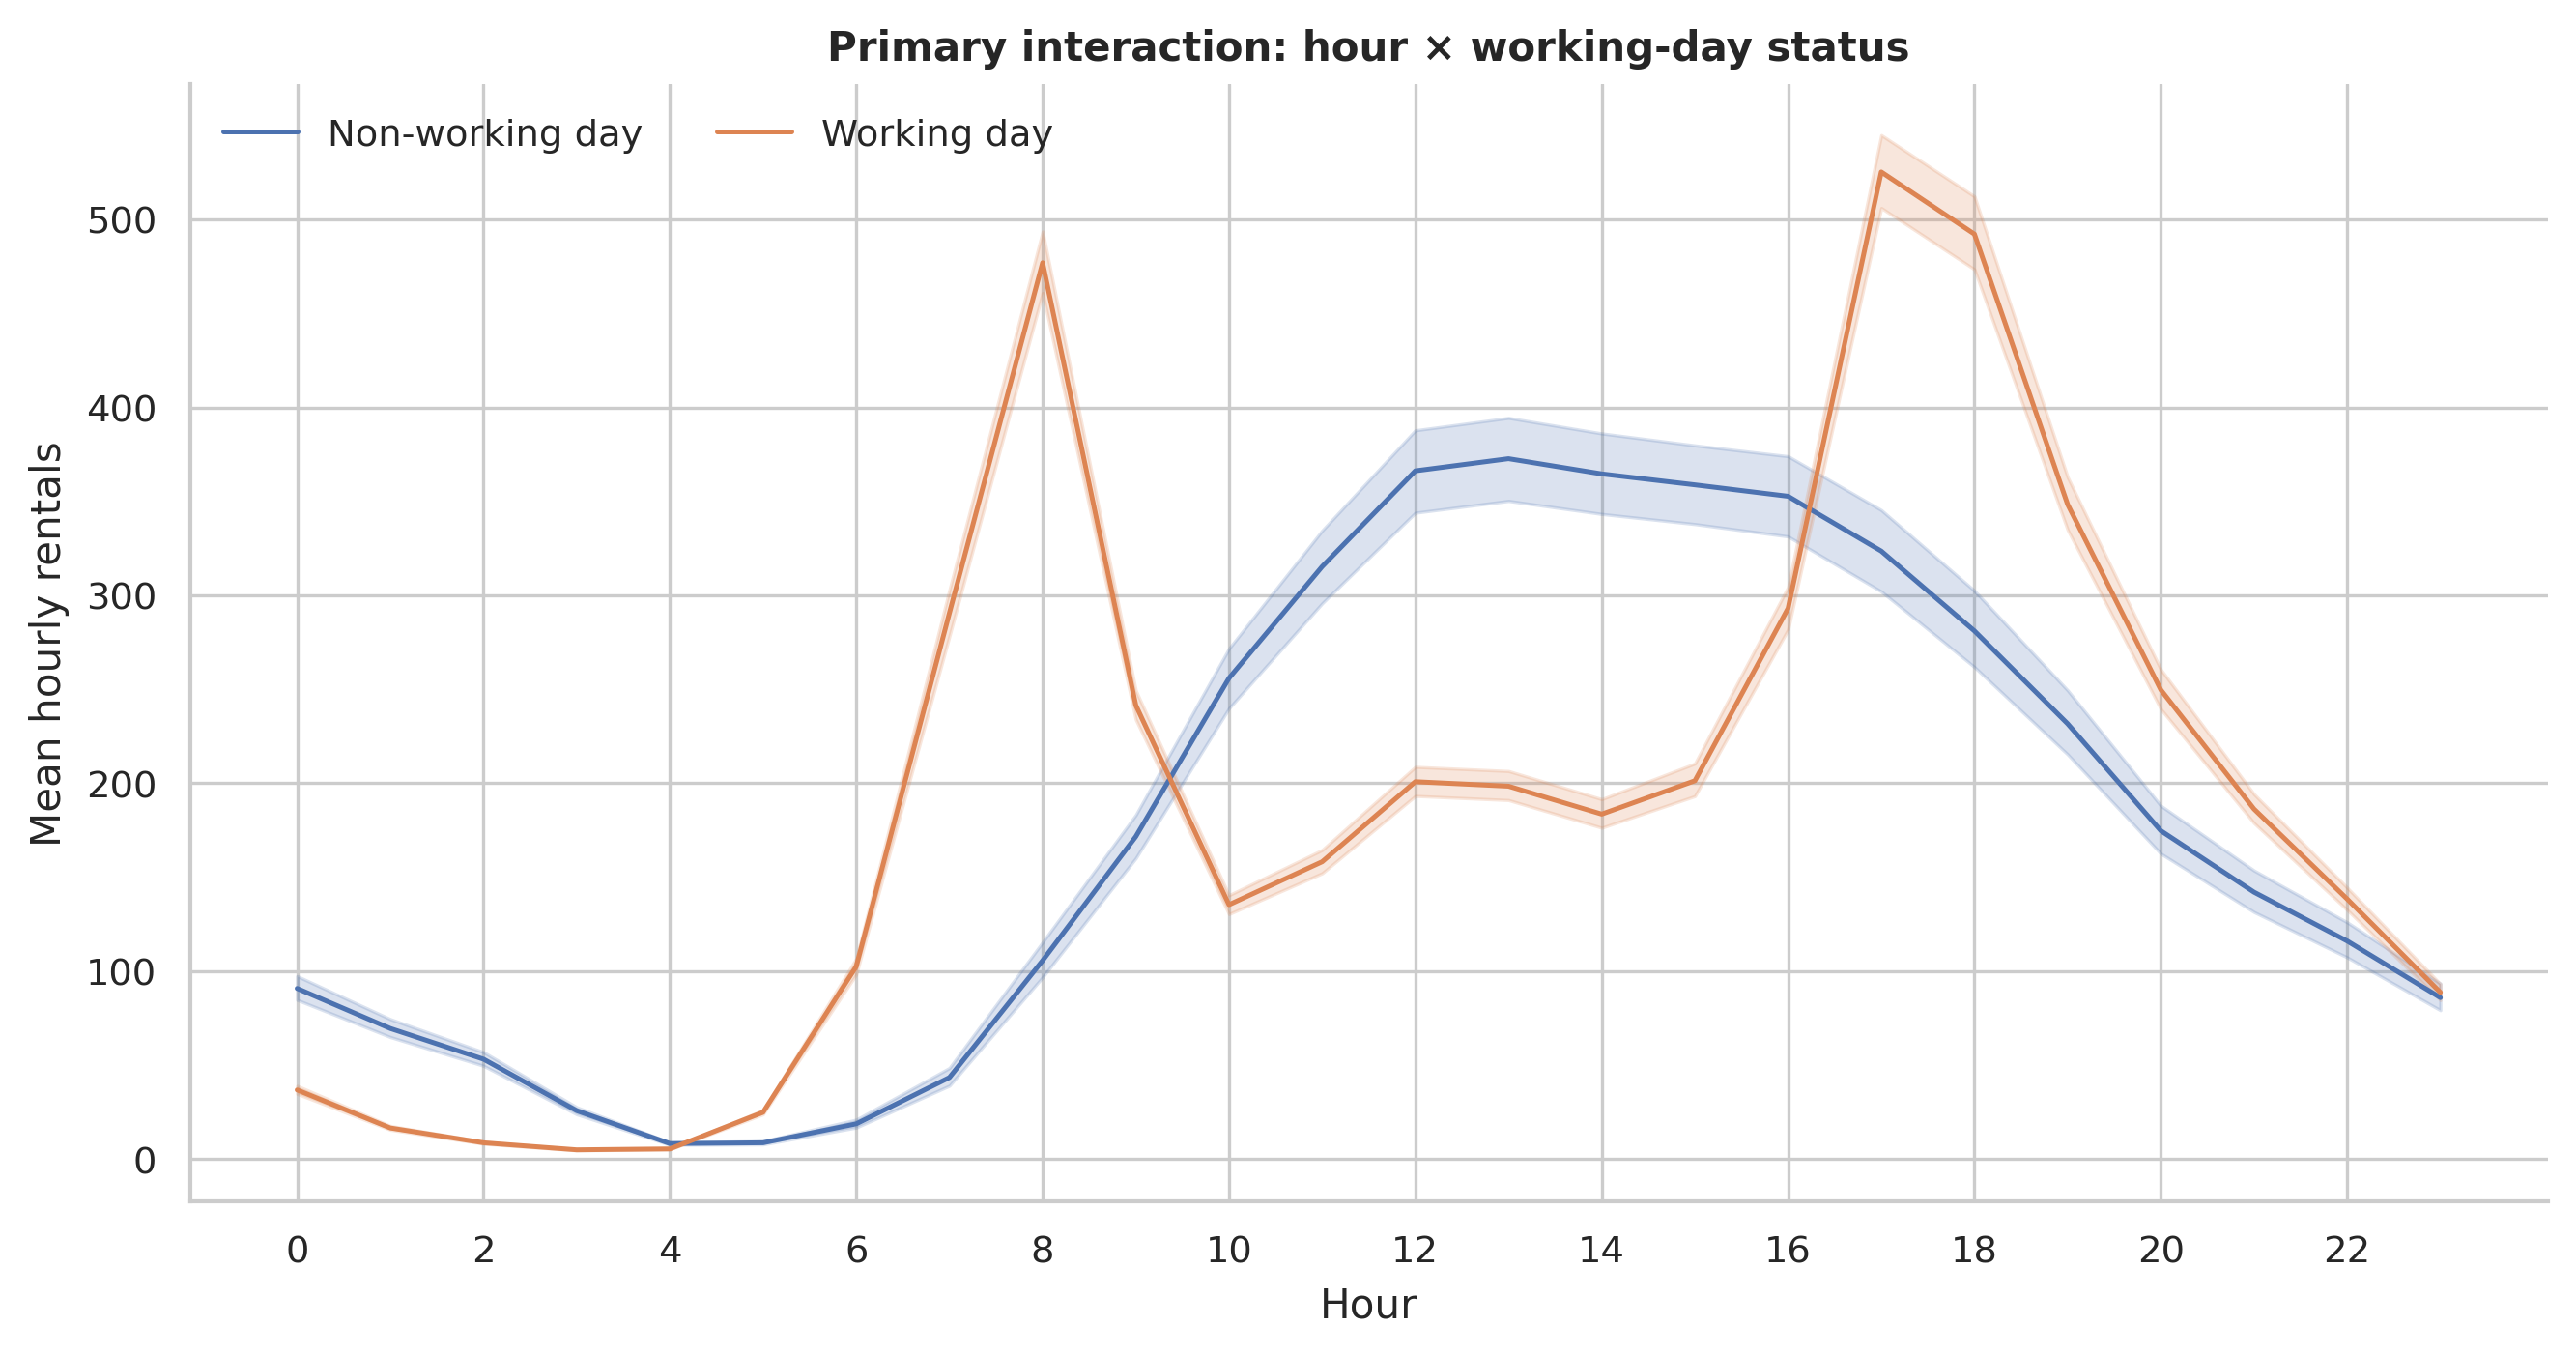 Primary interaction: hour × working-day status
Non-working day Working day
Mean hourly rentals
500
400
300
200
100
0
0 2 4 6 8 10 12 14 16 18 20 22
Hour